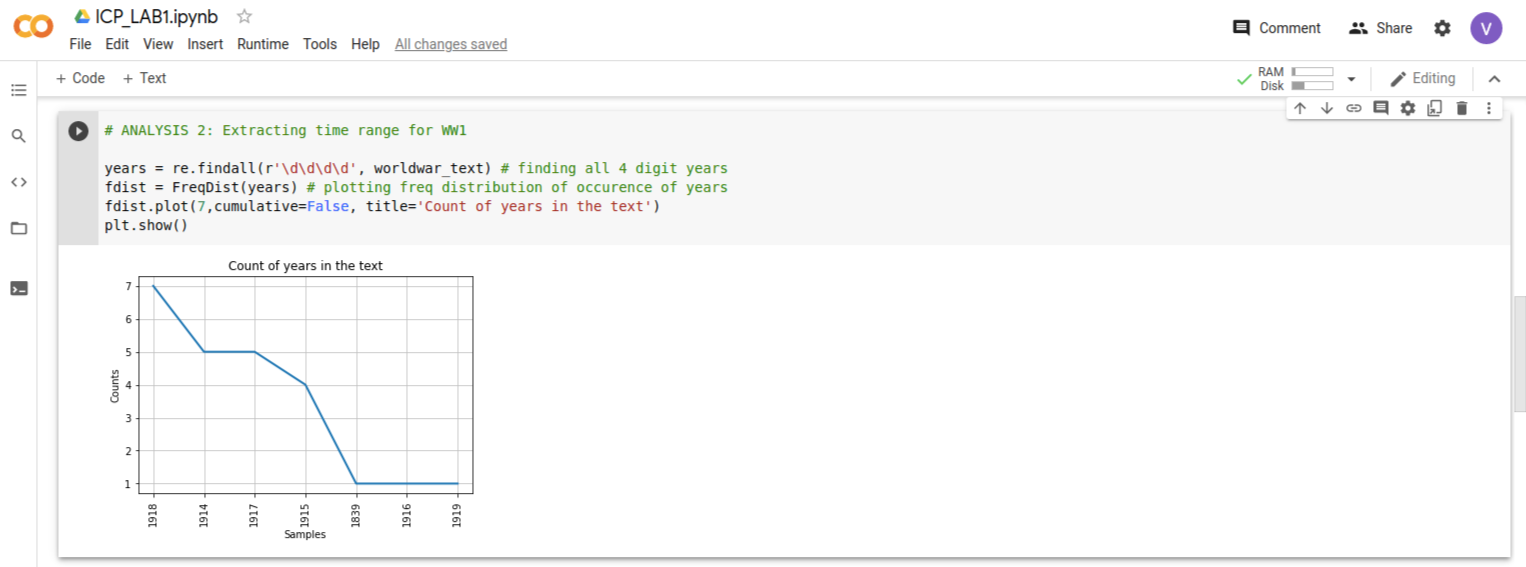 ICP_LAB1.ipynb
File Edit View Insert Runtime Tools Help All changes saved
Comment Share V
+ Code + Text
RAM
Disk
Editing
# ANALYSIS 2: Extracting time range for WW1
years = re.findall(r'\d\d\d\d', worldwar_text) # finding all 4 digit years
fdist = FreqDist(years) # plotting freq distribution of occurence of years
fdist.plot(7,cumulative=False, title='Count of years in the text')
plt.show()
Count of years in the text
7
6
5
4
3
2
1
Counts
1918 1914 1917 1915 1839 1916 1919
Samples